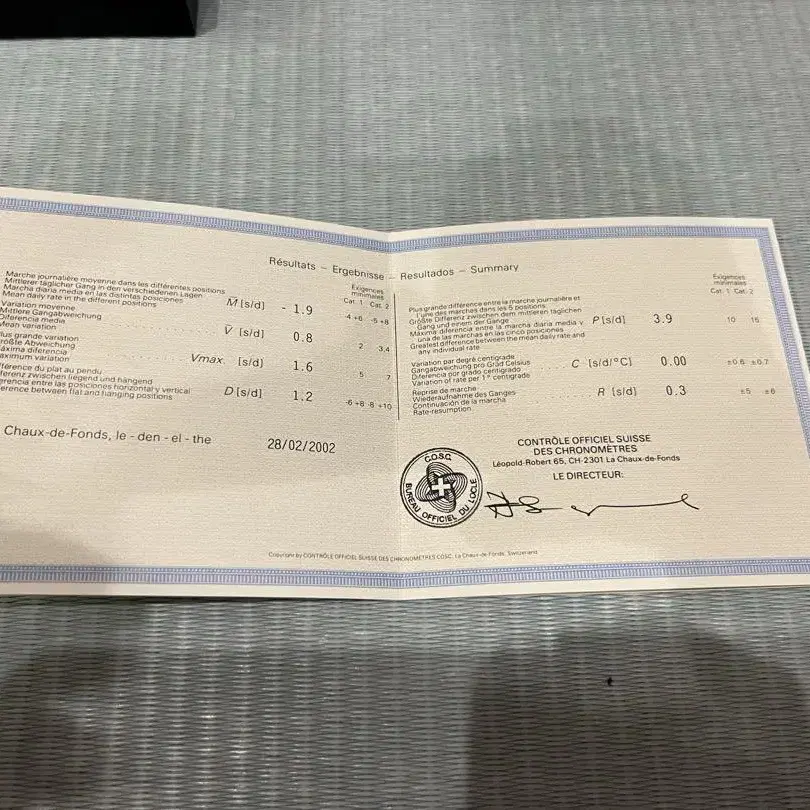 Résultats – Ergebnisse – Resultados – Summary
Exigences
minimales
Cat. 1 Cat. 2
Marche journalière moyenne dans les différentes positions
Mittlerer täglicher Gang in den verschiedenen Lagen
Marcha diaria media en las distintas posiciones
Mean daily rate in the different positions
M [s/d] - 1.9
-4 +6 -5 +8
Variation moyenne
Mittlere Gangabweichung
Diferencia media
Mean variation
V [s/d] 0.8
2 3,4
Plus grande variation
Größte Abweichung
Máxima diferencia
Maximum variation
Vmax. [s/d] 1.6
5 7
du plat au pendu
zwischen liegend und hängend
entre las posiciones horizontal y vertical
between flat and hanging positions
D [s/d] 1.2
-6 +8 -8 +10
Chaux-de-Fonds, le - den - el - the 28/02/2002
Exigences
minimales
Cat. 1 Cat. 2
Plus grande différence entre la marche journalière et
l'une des marches dans les 5 positions
Größte Differenz zwischen dem mittleren täglichen
Gang und einem der Gänge
Máxima diferencia entre la marcha diaria media y
una de las marchas en las cinco posiciones
Greatest difference between the mean daily rate and
any individual rate
P [s/d] 3.9
10 15
Variation par degré centigrade
Gangabweichung pro Grad Celsius
Diferencia por grado centígrado
Variation of rate per 1° centigrade
C [s/d/°C] 0.00
±0.6 ±0.7
Reprise de marche
Wiederaufnahme des Ganges
Continuación de la marcha
Rate-resumption
R [s/d] 0.3
±5 ±6
CONTRÔLE OFFICIEL SUISSE
DES CHRONOMÈTRES
Léopold-Robert 65, CH-2301 La Chaux-de-Fonds
LE DIRECTEUR:
C.O.S.C.
BUREAU OFFICIEL DU LOCLE
Copyright by CONTRÔLE OFFICIEL SUISSE DES CHRONOMÈTRES COSC, La Chaux-de-Fonds, Switzerland